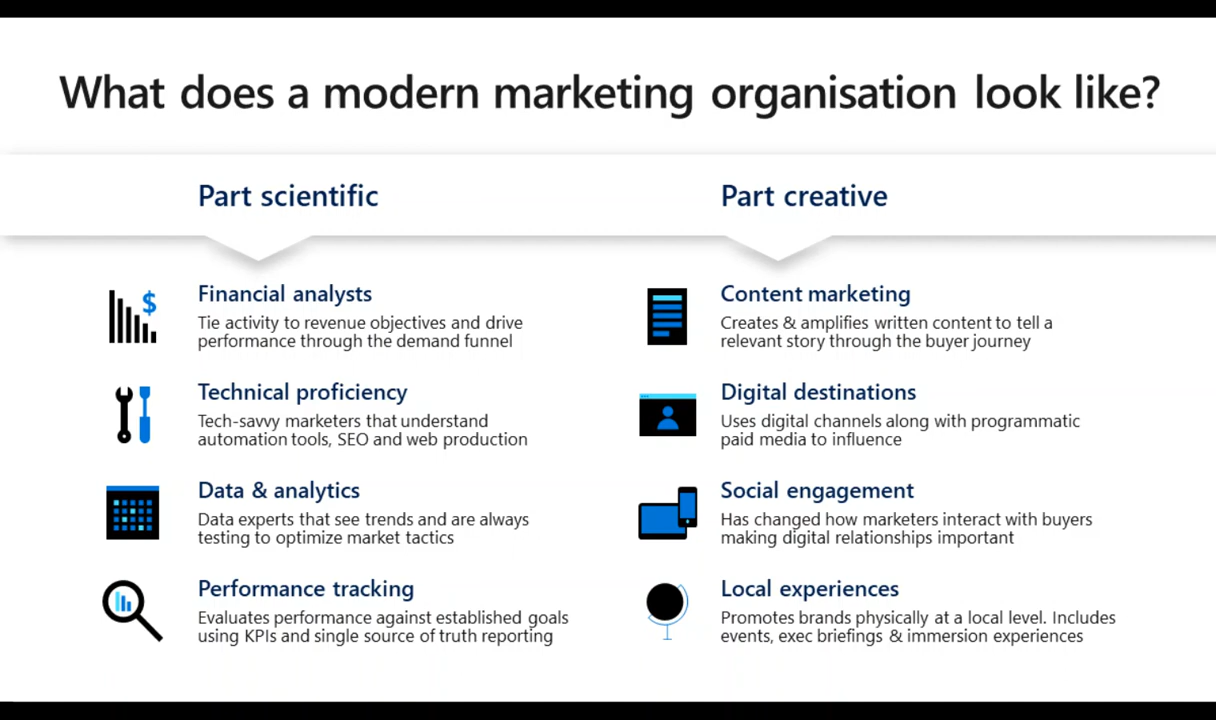 What does a modern marketing organisation look like?
Part scientific
Financial analysts
Tie activity to revenue objectives and drive
performance through the demand funnel
Technical proficiency
Tech-savvy marketers that understand
automation tools, SEO and web production
Data & analytics
Data experts that see trends and are always
testing to optimize market tactics
Performance tracking
Evaluates performance against established goals
using KPIs and single source of truth reporting
Part creative
Content marketing
Creates & amplifies written content to tell a
relevant story through the buyer journey
Digital destinations
Uses digital channels along with programmatic
paid media to influence
Social engagement
Has changed how marketers interact with buyers
making digital relationships important
Local experiences
Promotes brands physically at a local level. Includes
events, exec briefings & immersion experiences